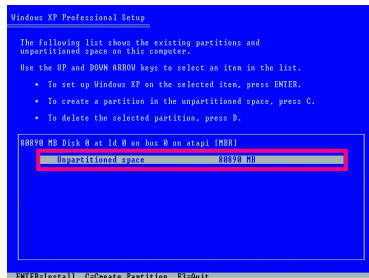 Windows XP Professional Setup
The following list shows the existing partitions and
unpartitioned space on this computer.
Use the UP and DOWN ARROW keys to select an item in the list.
• To set up Windows XP on the selected item, press ENTER.
• To create a partition in the unpartitioned space, press C.
• To delete the selected partition, press D.
80890 MB Disk 0 at Id 0 on bus 0 on atapi [MBR]
Unpartitioned space 80890 MB
ENTER=Install C=Create Partition F3=Quit